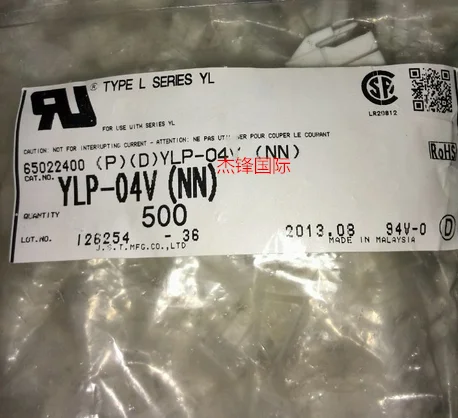 TYPE L SERIES YL
FOR USE WITH SERIES YL
LR20812
CAUTION: NOT FOR INTERRUPTING CURRENT - ATTENTION: NE PAS POUR COUPER LE COURANT
65022400 (P)(D)YLP-04V (NN)
RoHS
杰锋国际
CAT.NO. YLP-04V (NN)
QUANTITY 500
LOT.NO. 126254 - 36 2013.08 94V-0 D
J.S.T.MFG.CO.,LTD MADE IN MALAYSIA